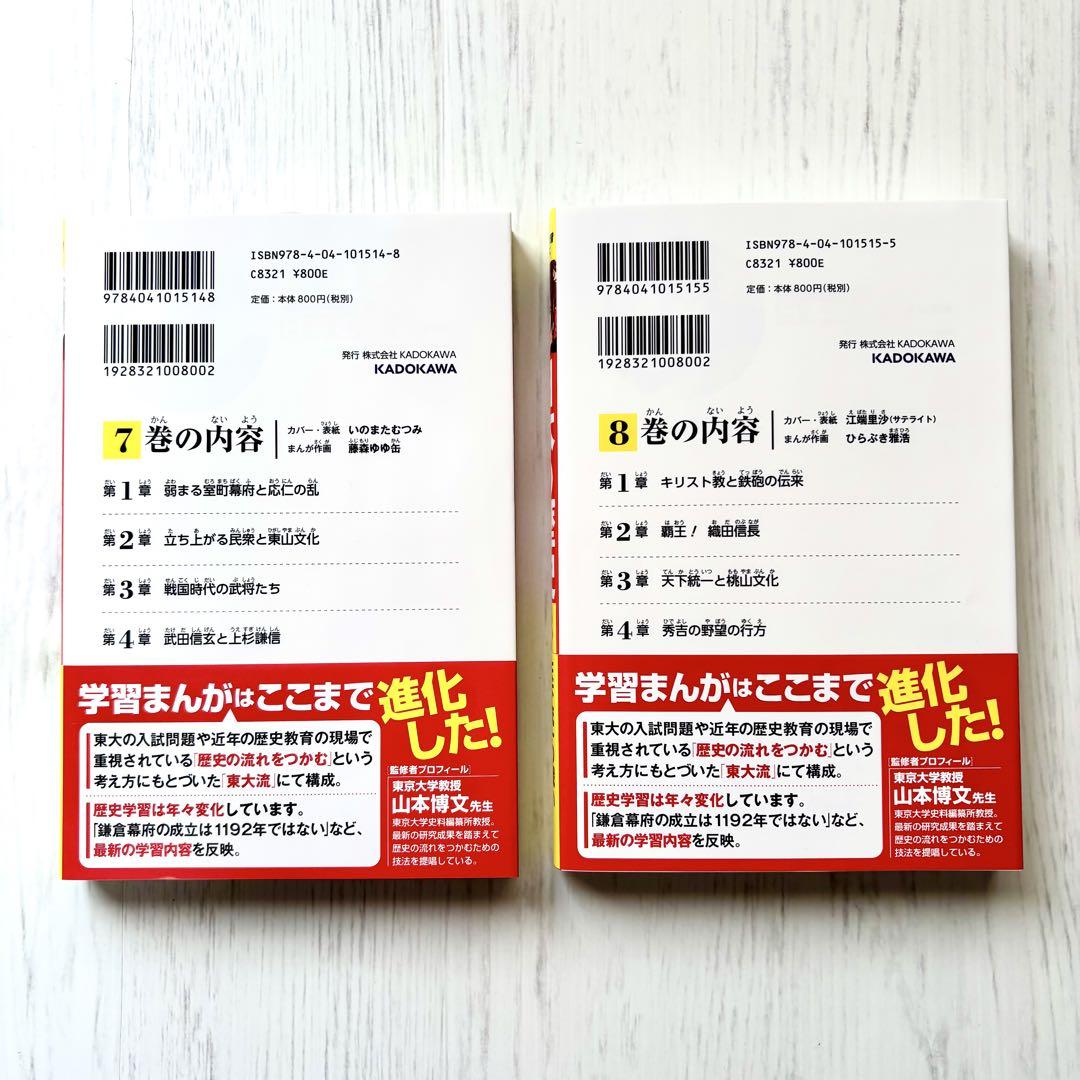 ISBN978-4-04-101514-8
C8321 ¥800E
定価:本体800円(税別)
9784041015148
1928321008002
発行 株式会社KADOKAWA
KADOKAWA
7巻の内容
カバー・表紙 いのまたむつみ
まんが作画 藤森ゆゆ缶
第1章 弱まる室町幕府と応仁の乱
第2章 立ち上がる民衆と東山文化
第3章 戦国時代の武将たち
第4章 武田信玄と上杉謙信
学習まんがはここまで進化した!
東大の入試問題や近年の歴史教育の現場で
重視されている「歴史の流れをつかむ」という
考え方にもとづいた「東大流」にて構成。
歴史学習は年々変化しています。
「鎌倉幕府の成立は1192年ではない」など、
最新の学習内容を反映。
[監修者プロフィール]
東京大学教授
山本博文先生
東京大学史料編纂所教授。
最新の研究成果を踏まえて
歴史の流れをつかむための
技法を提唱している。
ISBN978-4-04-101515-5
C8321 ¥800E
定価:本体800円(税別)
9784041015155
1928321008002
発行 株式会社KADOKAWA
KADOKAWA
8巻の内容
カバー・表紙 江端里沙(サテライト)
まんが作画 ひらぶき雅浩
第1章 キリスト教と鉄砲の伝来
第2章 覇王! 織田信長
第3章 天下統一と桃山文化
第4章 秀吉の野望の行方
学習まんがはここまで進化した!
東大の入試問題や近年の歴史教育の現場で
重視されている「歴史の流れをつかむ」という
考え方にもとづいた「東大流」にて構成。
歴史学習は年々変化しています。
「鎌倉幕府の成立は1192年ではない」など、
最新の学習内容を反映。
[監修者プロフィール]
東京大学教授
山本博文先生
東京大学史料編纂所教授。
最新の研究成果を踏まえて
歴史の流れをつかむための
技法を提唱している。